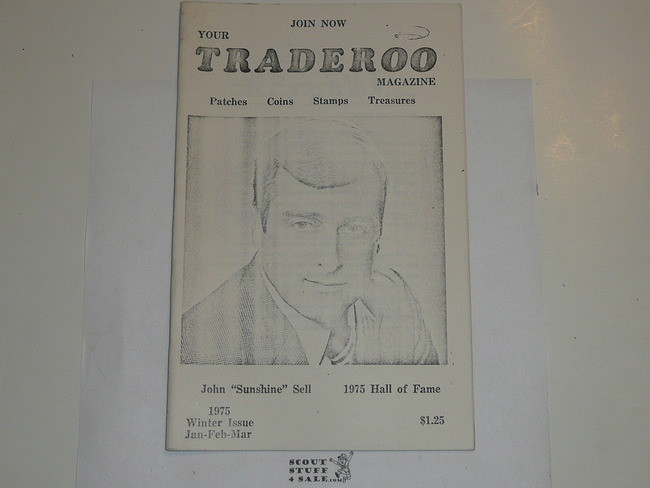 JOIN NOW
YOUR
TRADEROO
MAGAZINE
Patches Coins Stamps Treasures
John "Sunshine" Sell 1975 Hall of Fame
1975
Winter Issue
Jan-Feb-Mar
$1.25
SCOUT
STUFF
4 SALE.com